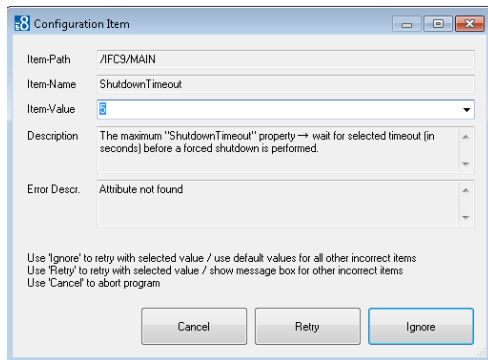 Configuration Item
Item-Path /IFC9/MAIN
Item-Name ShutdownTimeout
Item-Value 5
Description The maximum "ShutdownTimeout" property → wait for selected timeout (in
seconds) before a forced shutdown is performed.
Error Descr. Attribute not found
Use 'Ignore' to retry with selected value / use default values for all other incorrect items
Use 'Retry' to retry with selected value / show message box for other incorrect items
Use 'Cancel' to abort program
Cancel Retry Ignore